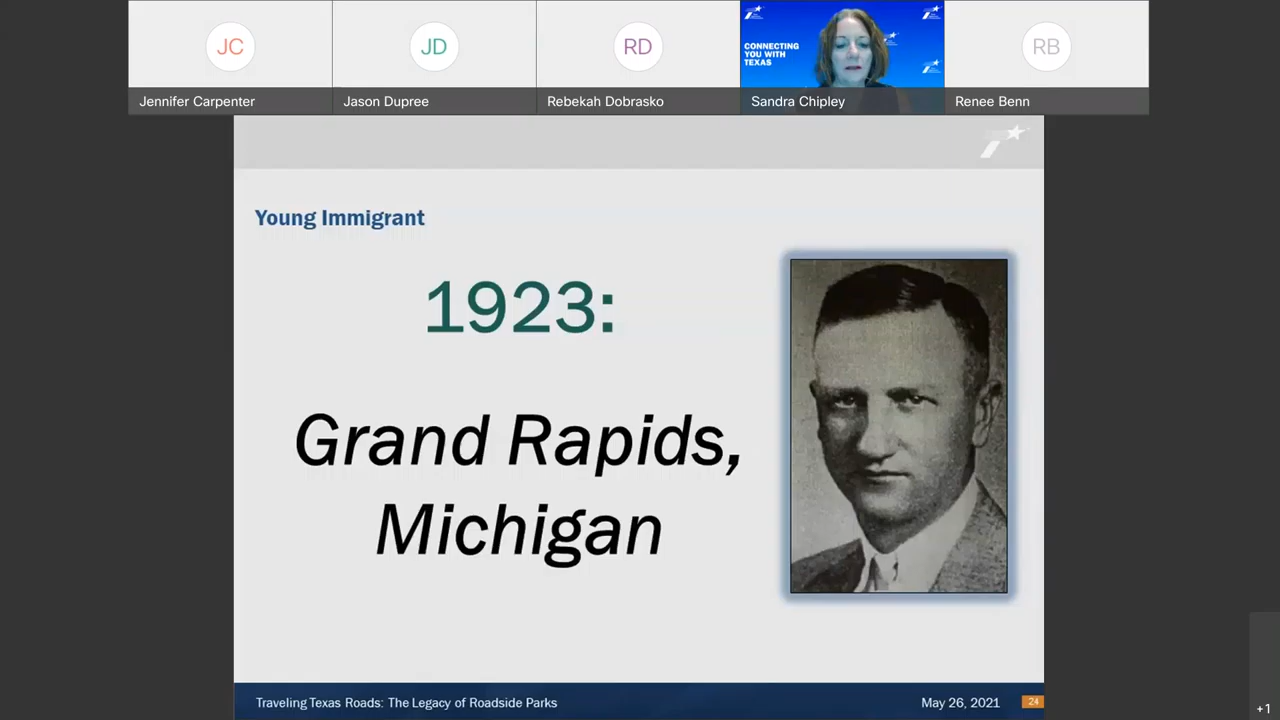 JC
JD
RD
CONNECTING
YOU WITH
TEXAS
RB
Jennifer Carpenter
Jason Dupree
Rebekah Dobrasko
Sandra Chipley
Renee Benn
Young Immigrant
1923:
Grand Rapids,
Michigan
Traveling Texas Roads: The Legacy of Roadside Parks
May 26, 2021
24
+1